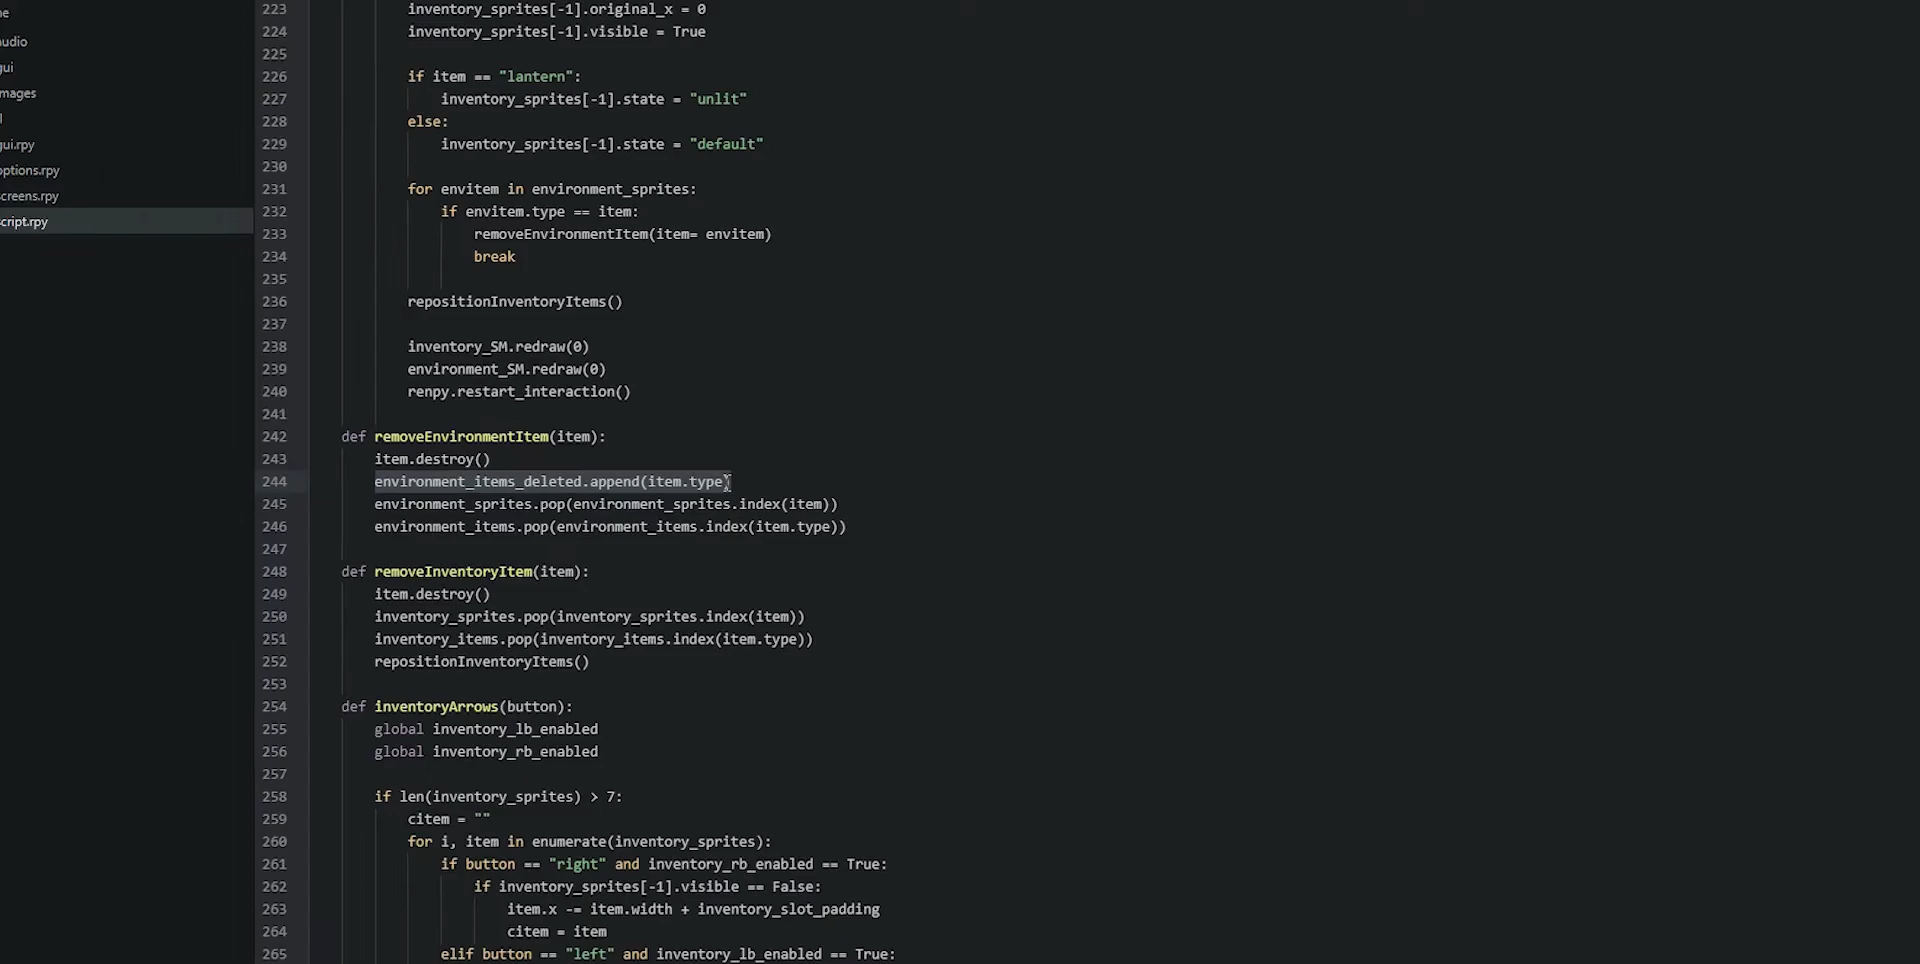 ne
audio
gui
images
l
gui.rpy
options.rpy
screens.rpy
script.rpy
223 inventory_sprites[-1].original_x = 0
224 inventory_sprites[-1].visible = True
225
226 if item == "lantern":
227 inventory_sprites[-1].state = "unlit"
228 else:
229 inventory_sprites[-1].state = "default"
230
231 for envitem in environment_sprites:
232 if envitem.type == item:
233 removeEnvironmentItem(item= envitem)
234 break
235
236 repositionInventoryItems()
237
238 inventory_SM.redraw(0)
239 environment_SM.redraw(0)
240 renpy.restart_interaction()
241
242 def removeEnvironmentItem(item):
243 item.destroy()
244 environment_items_deleted.append(item.type)
245 environment_sprites.pop(environment_sprites.index(item))
246 environment_items.pop(environment_items.index(item.type))
247
248 def removeInventoryItem(item):
249 item.destroy()
250 inventory_sprites.pop(inventory_sprites.index(item))
251 inventory_items.pop(inventory_items.index(item.type))
252 repositionInventoryItems()
253
254 def inventoryArrows(button):
255 global inventory_lb_enabled
256 global inventory_rb_enabled
257
258 if len(inventory_sprites) > 7:
259 citem = ""
260 for i, item in enumerate(inventory_sprites):
261 if button == "right" and inventory_rb_enabled == True:
262 if inventory_sprites[-1].visible == False:
263 item.x -= item.width + inventory_slot_padding
264 citem = item
265 elif button == "left" and inventory_lb_enabled == True: